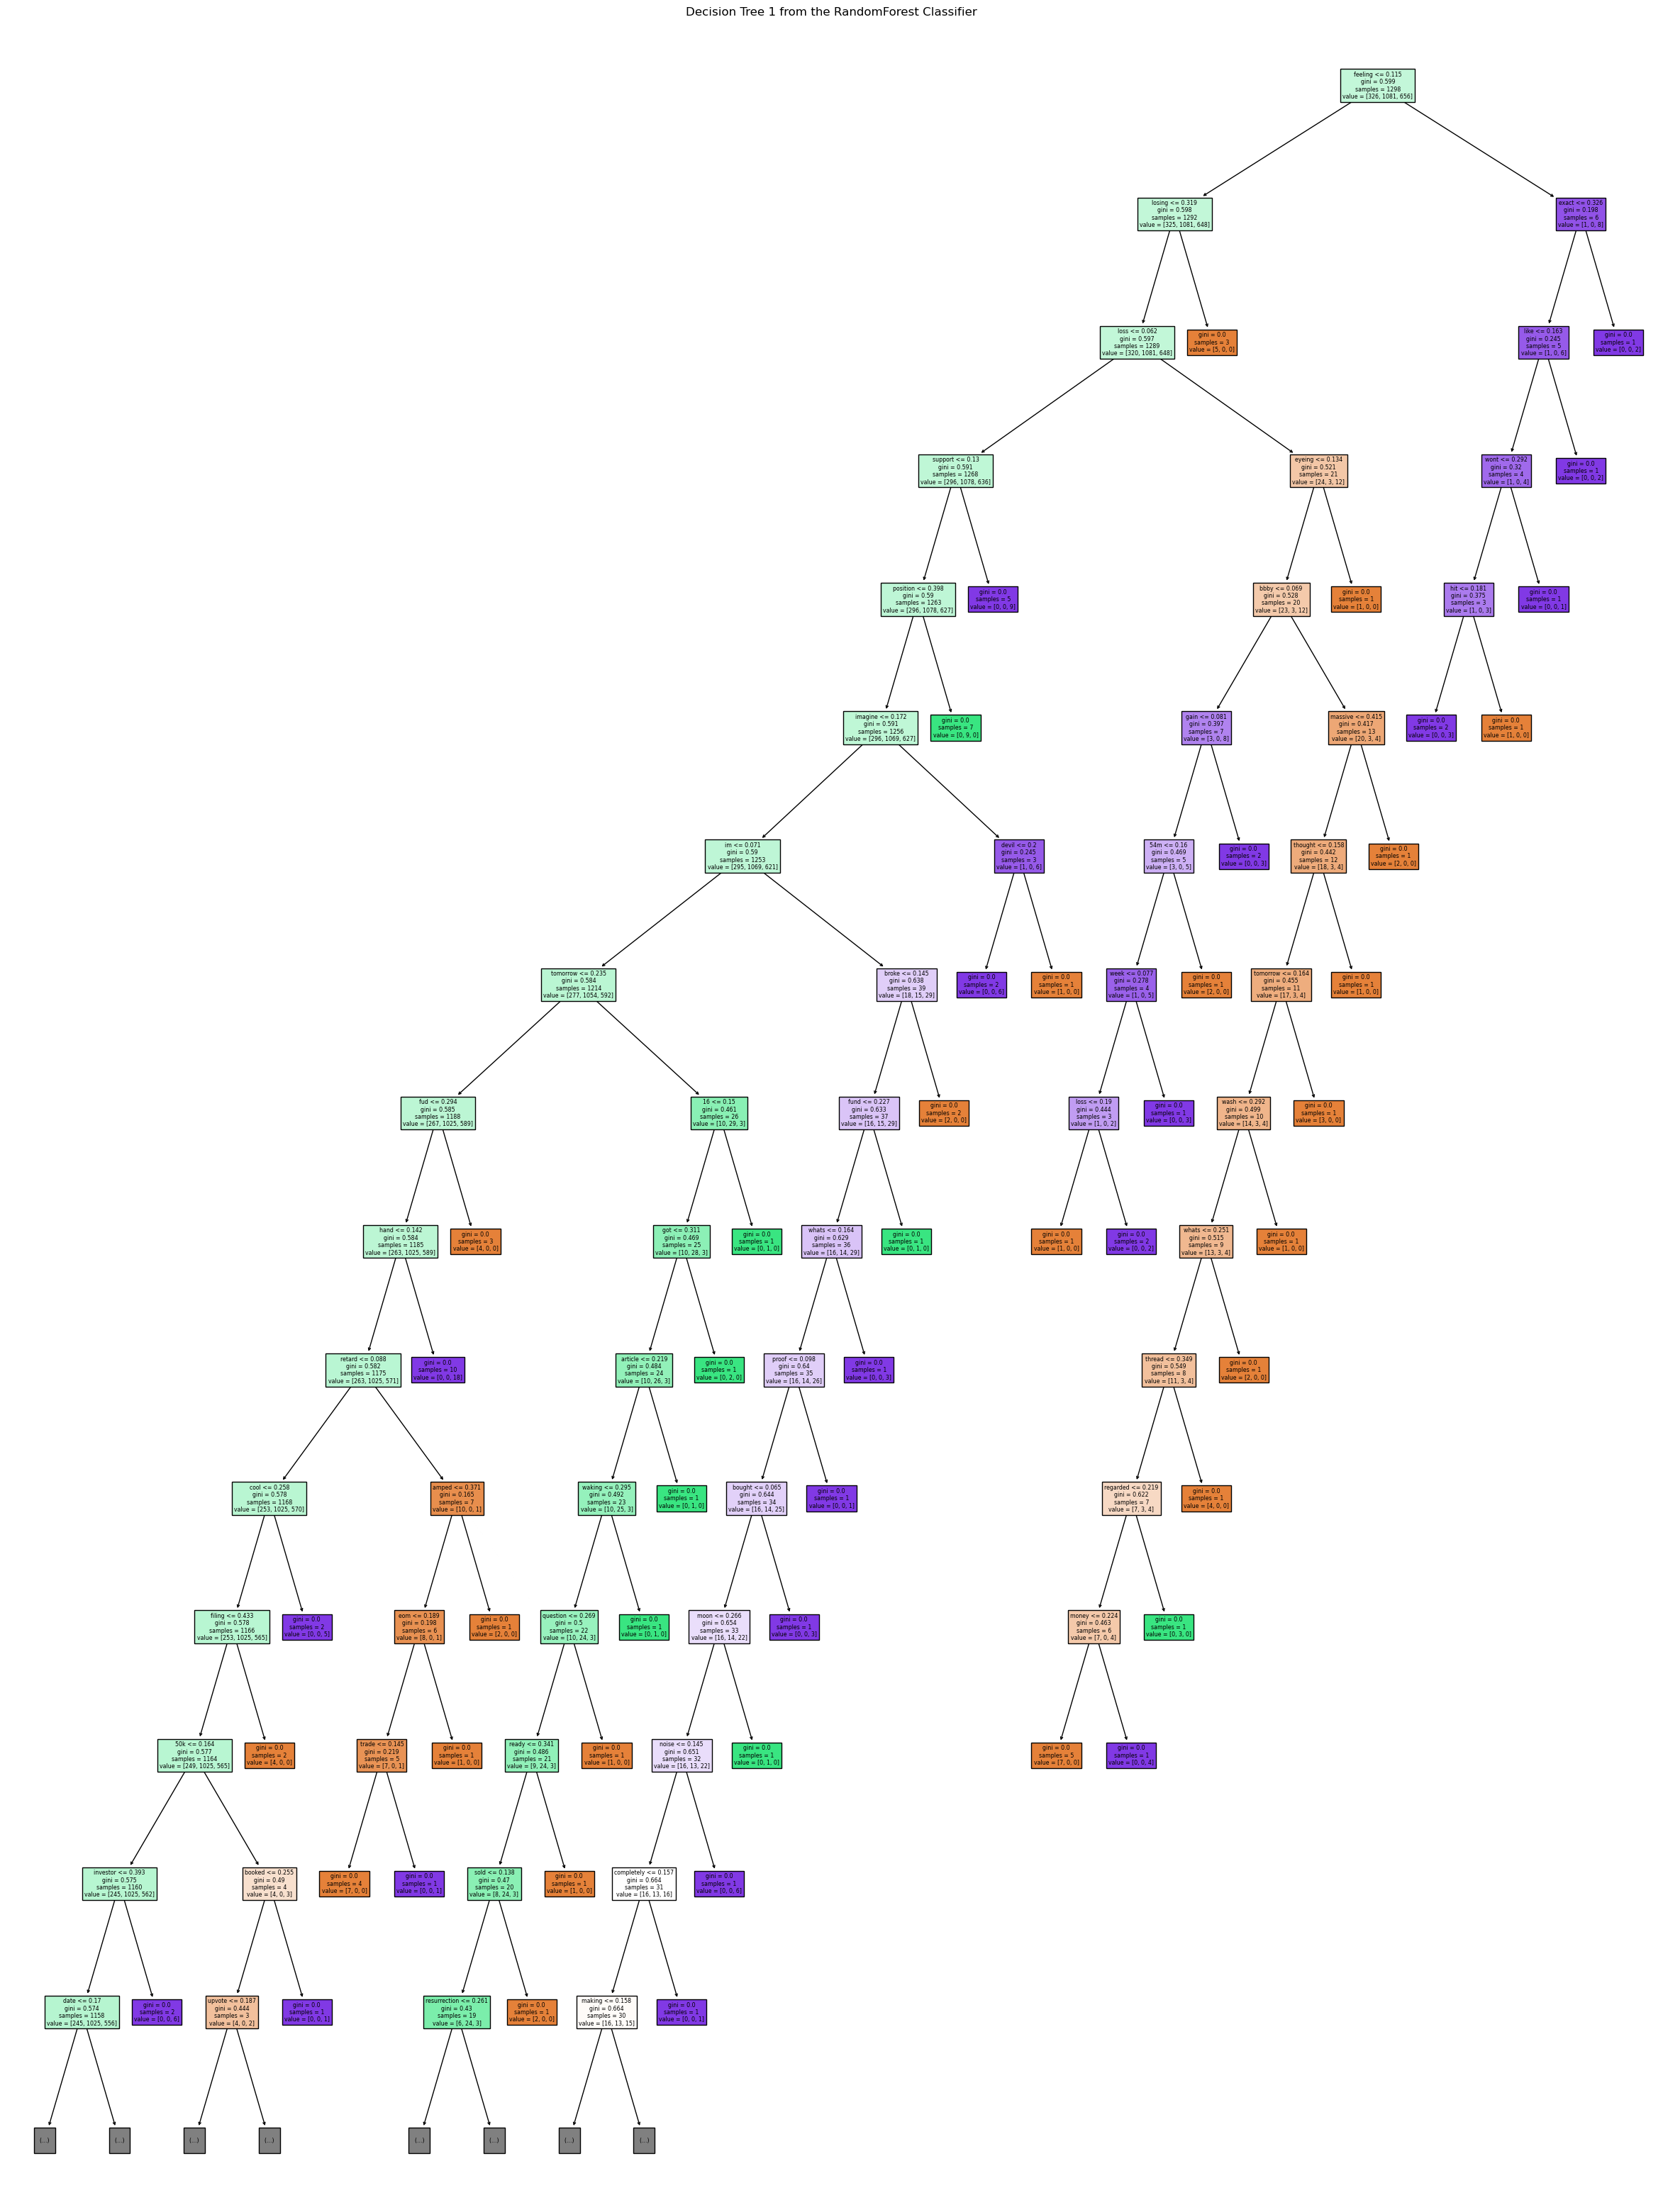 Decision Tree 1 from the RandomForest Classifier
feeling <= 0.115
gini = 0.599
samples = 1298
value = [326, 1081, 656]
losing <= 0.319
gini = 0.598
samples = 1292
value = [325, 1081, 648]
exact <= 0.326
gini = 0.198
samples = 6
value = [1, 0, 8]
loss <= 0.062
gini = 0.597
samples = 1289
value = [320, 1081, 648]
gini = 0.0
samples = 3
value = [5, 0, 0]
like <= 0.163
gini = 0.245
samples = 5
value = [1, 0, 6]
gini = 0.0
samples = 1
value = [0, 0, 2]
support <= 0.13
gini = 0.591
samples = 1268
value = [296, 1078, 636]
eyeing <= 0.134
gini = 0.521
samples = 21
value = [24, 3, 12]
wont <= 0.292
gini = 0.32
samples = 4
value = [1, 0, 4]
gini = 0.0
samples = 1
value = [0, 0, 2]
position <= 0.398
gini = 0.59
samples = 1263
value = [296, 1078, 627]
gini = 0.0
samples = 5
value = [0, 0, 9]
bbby <= 0.069
gini = 0.528
samples = 20
value = [23, 3, 12]
gini = 0.0
samples = 1
value = [1, 0, 0]
hit <= 0.181
gini = 0.375
samples = 3
value = [1, 0, 3]
gini = 0.0
samples = 1
value = [0, 0, 1]
imagine <= 0.172
gini = 0.591
samples = 1256
value = [296, 1069, 627]
gini = 0.0
samples = 7
value = [0, 9, 0]
gain <= 0.081
gini = 0.397
samples = 7
value = [3, 0, 8]
massive <= 0.415
gini = 0.417
samples = 13
value = [20, 3, 4]
gini = 0.0
samples = 2
value = [0, 0, 3]
gini = 0.0
samples = 1
value = [1, 0, 0]
im <= 0.071
gini = 0.59
samples = 1253
value = [295, 1069, 621]
devil <= 0.2
gini = 0.245
samples = 3
value = [1, 0, 6]
54m <= 0.16
gini = 0.469
samples = 5
value = [3, 0, 5]
gini = 0.0
samples = 2
value = [0, 0, 3]
thought <= 0.158
gini = 0.442
samples = 12
value = [18, 3, 4]
gini = 0.0
samples = 1
value = [2, 0, 0]
tomorrow <= 0.235
gini = 0.584
samples = 1214
value = [277, 1054, 592]
broke <= 0.145
gini = 0.638
samples = 39
value = [18, 15, 29]
gini = 0.0
samples = 2
value = [0, 0, 6]
gini = 0.0
samples = 1
value = [1, 0, 0]
week <= 0.077
gini = 0.278
samples = 4
value = [1, 0, 5]
gini = 0.0
samples = 1
value = [2, 0, 0]
tomorrow <= 0.164
gini = 0.455
samples = 11
value = [17, 3, 4]
gini = 0.0
samples = 1
value = [1, 0, 0]
fud <= 0.294
gini = 0.585
samples = 1188
value = [267, 1025, 589]
16 <= 0.15
gini = 0.461
samples = 26
value = [10, 29, 3]
fund <= 0.227
gini = 0.633
samples = 37
value = [16, 15, 29]
gini = 0.0
samples = 2
value = [2, 0, 0]
loss <= 0.19
gini = 0.444
samples = 3
value = [1, 0, 2]
gini = 0.0
samples = 1
value = [0, 0, 3]
wash <= 0.292
gini = 0.499
samples = 10
value = [14, 3, 4]
gini = 0.0
samples = 1
value = [3, 0, 0]
hand <= 0.142
gini = 0.584
samples = 1185
value = [263, 1025, 589]
gini = 0.0
samples = 3
value = [4, 0, 0]
got <= 0.311
gini = 0.469
samples = 25
value = [10, 28, 3]
gini = 0.0
samples = 1
value = [0, 1, 0]
whats <= 0.164
gini = 0.629
samples = 36
value = [16, 14, 29]
gini = 0.0
samples = 1
value = [0, 1, 0]
gini = 0.0
samples = 1
value = [1, 0, 0]
gini = 0.0
samples = 2
value = [0, 0, 2]
whats <= 0.251
gini = 0.515
samples = 9
value = [13, 3, 4]
gini = 0.0
samples = 1
value = [1, 0, 0]
retard <= 0.088
gini = 0.582
samples = 1175
value = [263, 1025, 571]
gini = 0.0
samples = 10
value = [0, 0, 18]
article <= 0.219
gini = 0.484
samples = 24
value = [10, 26, 3]
gini = 0.0
samples = 1
value = [0, 2, 0]
proof <= 0.098
gini = 0.64
samples = 35
value = [16, 14, 26]
gini = 0.0
samples = 1
value = [0, 0, 3]
thread <= 0.349
gini = 0.549
samples = 8
value = [11, 3, 4]
gini = 0.0
samples = 1
value = [2, 0, 0]
cool <= 0.258
gini = 0.578
samples = 1168
value = [253, 1025, 570]
amped <= 0.371
gini = 0.165
samples = 7
value = [10, 0, 1]
waking <= 0.295
gini = 0.492
samples = 23
value = [10, 25, 3]
gini = 0.0
samples = 1
value = [0, 1, 0]
bought <= 0.065
gini = 0.644
samples = 34
value = [16, 14, 25]
gini = 0.0
samples = 1
value = [0, 0, 1]
regarded <= 0.219
gini = 0.622
samples = 7
value = [7, 3, 4]
gini = 0.0
samples = 1
value = [4, 0, 0]
filing <= 0.433
gini = 0.578
samples = 1166
value = [253, 1025, 565]
gini = 0.0
samples = 2
value = [0, 0, 5]
eom <= 0.189
gini = 0.198
samples = 6
value = [8, 0, 1]
gini = 0.0
samples = 1
value = [2, 0, 0]
question <= 0.269
gini = 0.5
samples = 22
value = [10, 24, 3]
gini = 0.0
samples = 1
value = [0, 1, 0]
moon <= 0.266
gini = 0.654
samples = 33
value = [16, 14, 22]
gini = 0.0
samples = 1
value = [0, 0, 3]
money <= 0.224
gini = 0.463
samples = 6
value = [7, 0, 4]
gini = 0.0
samples = 1
value = [0, 3, 0]
50k <= 0.164
gini = 0.577
samples = 1164
value = [249, 1025, 565]
gini = 0.0
samples = 2
value = [4, 0, 0]
trade <= 0.145
gini = 0.219
samples = 5
value = [7, 0, 1]
gini = 0.0
samples = 1
value = [1, 0, 0]
ready <= 0.341
gini = 0.486
samples = 21
value = [9, 24, 3]
gini = 0.0
samples = 1
value = [1, 0, 0]
noise <= 0.145
gini = 0.651
samples = 32
value = [16, 13, 22]
gini = 0.0
samples = 1
value = [0, 1, 0]
gini = 0.0
samples = 5
value = [7, 0, 0]
gini = 0.0
samples = 1
value = [0, 0, 4]
investor <= 0.393
gini = 0.575
samples = 1160
value = [245, 1025, 562]
booked <= 0.255
gini = 0.49
samples = 4
value = [4, 0, 3]
gini = 0.0
samples = 4
value = [7, 0, 0]
gini = 0.0
samples = 1
value = [0, 0, 1]
sold <= 0.138
gini = 0.47
samples = 20
value = [8, 24, 3]
gini = 0.0
samples = 1
value = [1, 0, 0]
completely <= 0.157
gini = 0.664
samples = 31
value = [16, 13, 16]
gini = 0.0
samples = 1
value = [0, 0, 6]
date <= 0.17
gini = 0.574
samples = 1158
value = [245, 1025, 556]
gini = 0.0
samples = 2
value = [0, 0, 6]
upvote <= 0.187
gini = 0.444
samples = 3
value = [4, 0, 2]
gini = 0.0
samples = 1
value = [0, 0, 1]
resurrection <= 0.261
gini = 0.43
samples = 19
value = [6, 24, 3]
gini = 0.0
samples = 1
value = [2, 0, 0]
making <= 0.158
gini = 0.664
samples = 30
value = [16, 13, 15]
gini = 0.0
samples = 1
value = [0, 0, 1]
(...)
(...)
(...)
(...)
(...)
(...)
(...)
(...)